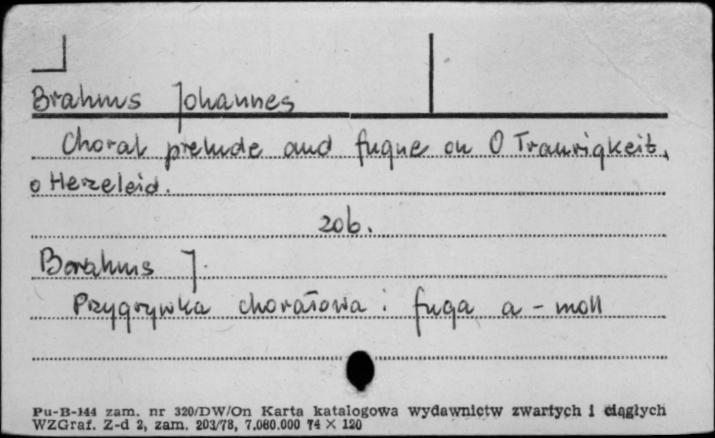 Brahms Johannes
Choral prelude and fugue on O Traurigkeit,
o Herzeleid.
zob.
Brahms J.
Przygrywka chorałowa i fuga a-moll
Pu-B-144 zam. nr 320/DW/On Karta katalogowa wydawnictw zwartych i ciągłych
WZGraf. Z-d 2, zam. 203/78, 7.080.000 74 × 120